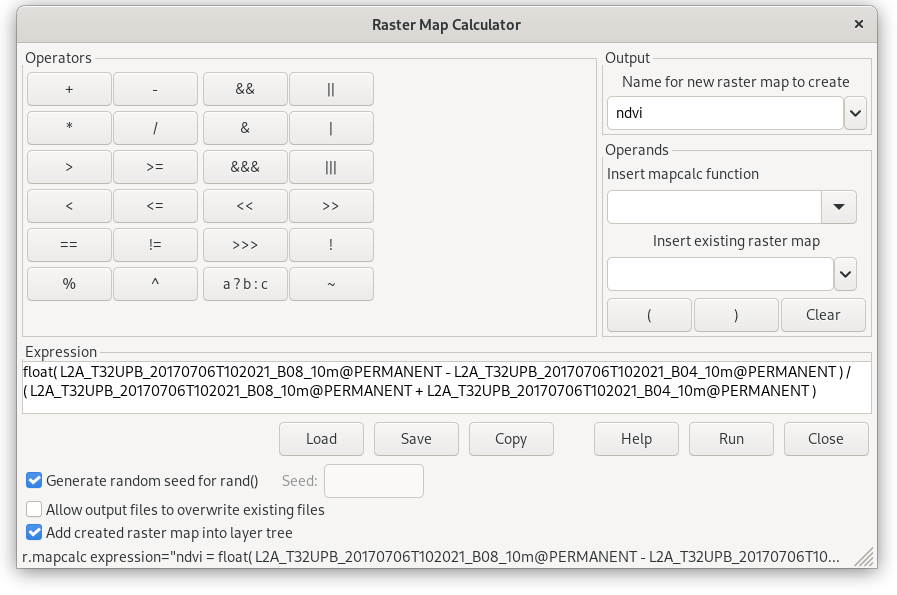 Raster Map Calculator ×
Operators
+ - && ||
* / & |
> >= &&& |||
< <= << >>
== != >>> !
% ^ a ? b : c ~
Output
Name for new raster map to create
ndvi
Operands
Insert mapcalc function
Insert existing raster map
( ) Clear
Expression
float( L2A_T32UPB_20170706T102021_B08_10m@PERMANENT - L2A_T32UPB_20170706T102021_B04_10m@PERMANENT ) /
( L2A_T32UPB_20170706T102021_B08_10m@PERMANENT + L2A_T32UPB_20170706T102021_B04_10m@PERMANENT )
Load Save Copy Help Run Close
Generate random seed for rand() Seed:
Allow output files to overwrite existing files
Add created raster map into layer tree
r.mapcalc expression="ndvi = float( L2A_T32UPB_20170706T102021_B08_10m@PERMANENT - L2A_T32UPB_20170706T10...